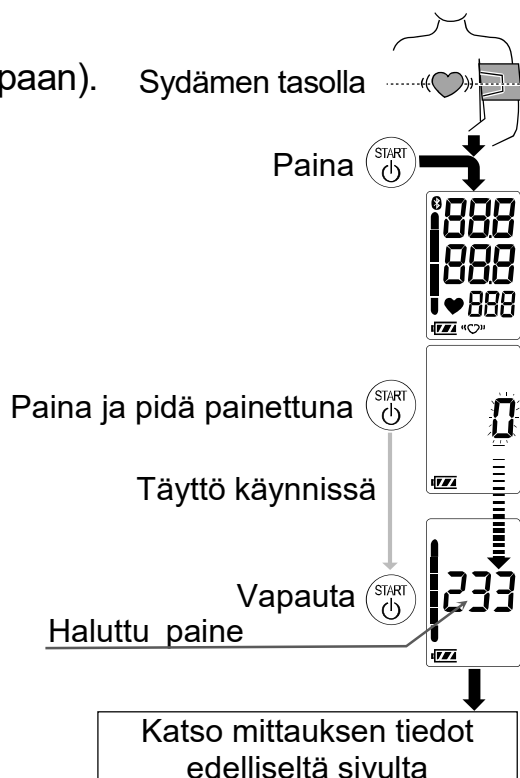 paan).
Sydämen tasolla
Paina START
888
888
888
Paina ja pidä painettuna START
0
Täyttö käynnissä
Vapauta START
233
Haluttu paine
Katso mittauksen tiedot
edelliseltä sivulta